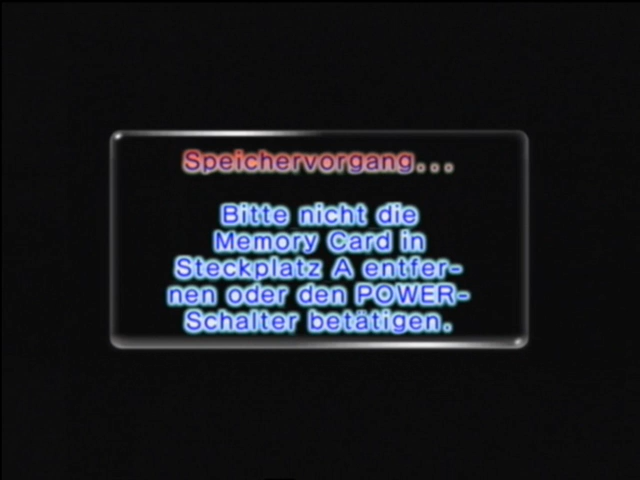 Speichervorgang...
Bitte nicht die
Memory Card in
Steckplatz A entfer-
nen oder den POWER-
Schalter betätigen.